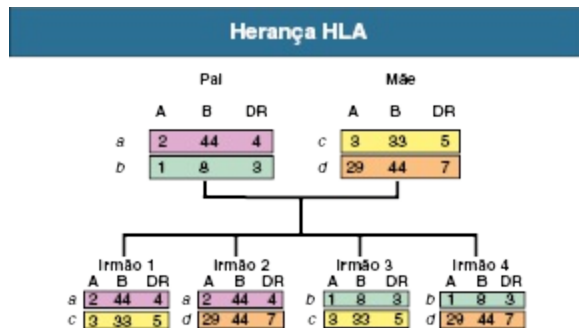 Herança HLA
Pai Mãe
A B DR A B DR
a 2 44 4 c 3 33 5
b 1 8 3 d 29 44 7
Irmão 1 Irmão 2 Irmão 3 Irmão 4
A B DR A B DR A B DR A B DR
a 2 44 4 a 2 44 4 b 1 8 3 b 1 8 3
c 3 33 5 d 29 44 7 c 3 33 5 d 29 44 7